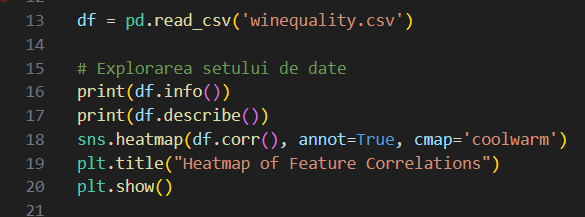 13 df = pd.read_csv('winequality.csv')
14
15 # Explorarea setului de date
16 print(df.info())
17 print(df.describe())
18 sns.heatmap(df.corr(), annot=True, cmap='coolwarm')
19 plt.title("Heatmap of Feature Correlations")
20 plt.show()
21